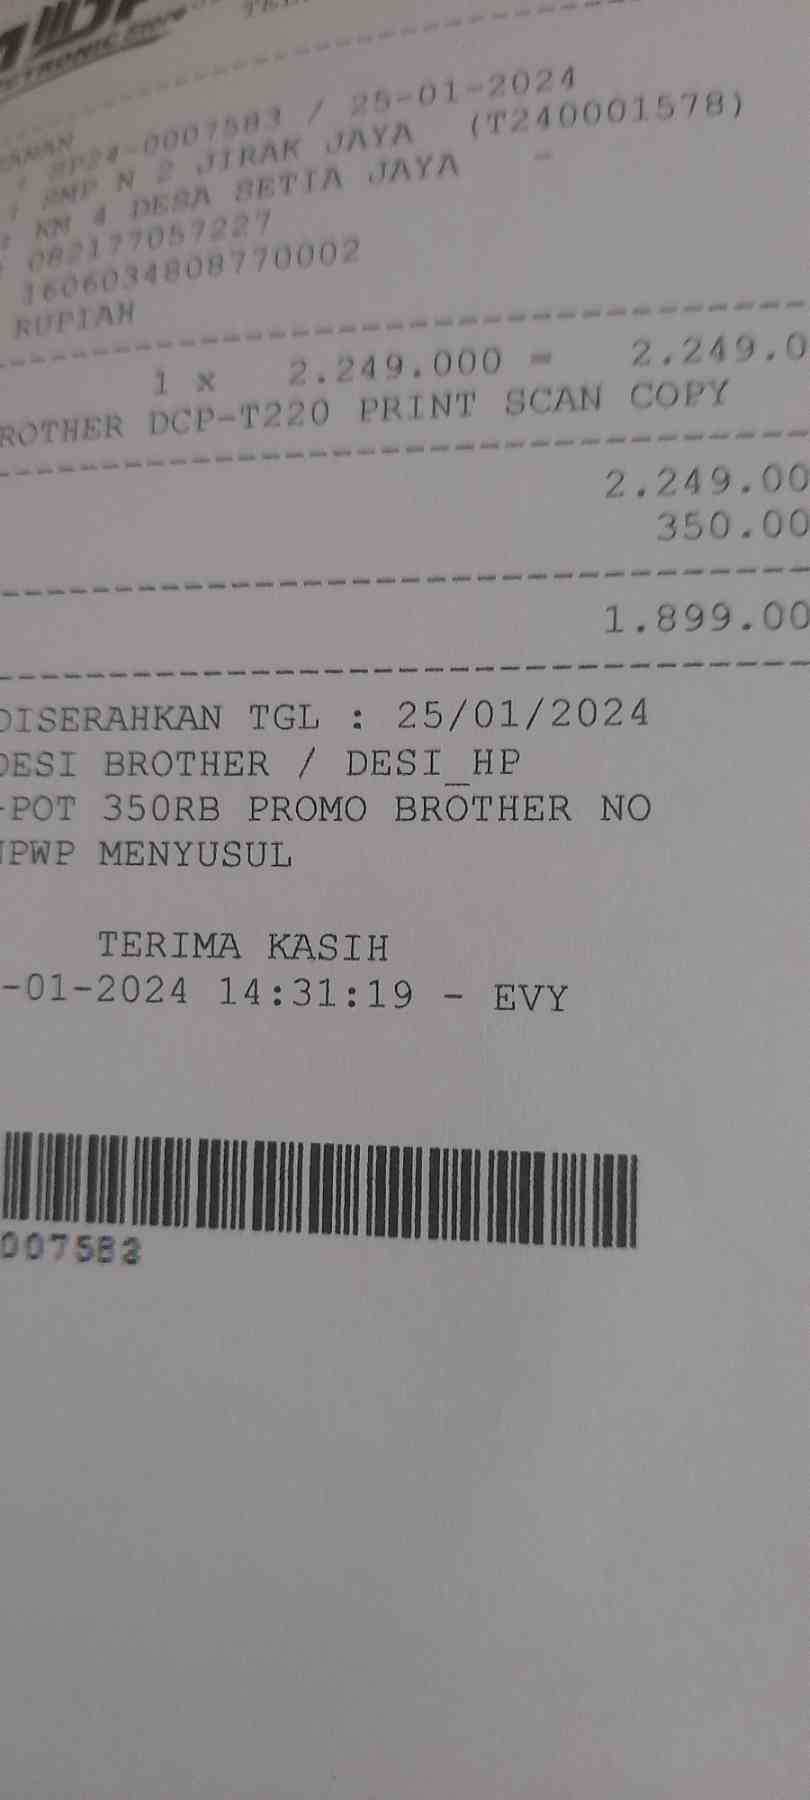 ELECTRONIC Store
: SP24-0007583 / 25-01-2024
: SMP N 2 JIRAK JAYA (T240001578)
: KM 4 DESA SETIA JAYA -
: 082177057227
1606034808770002
RUPIAH
1 x 2.249.000 = 2.249.0
ROTHER DCP-T220 PRINT SCAN COPY
2.249.00
350.00
1.899.00
DISERAHKAN TGL : 25/01/2024
DESI BROTHER / DESI_HP
-POT 350RB PROMO BROTHER NO
NPWP MENYUSUL
TERIMA KASIH
-01-2024 14:31:19 - EVY
007583